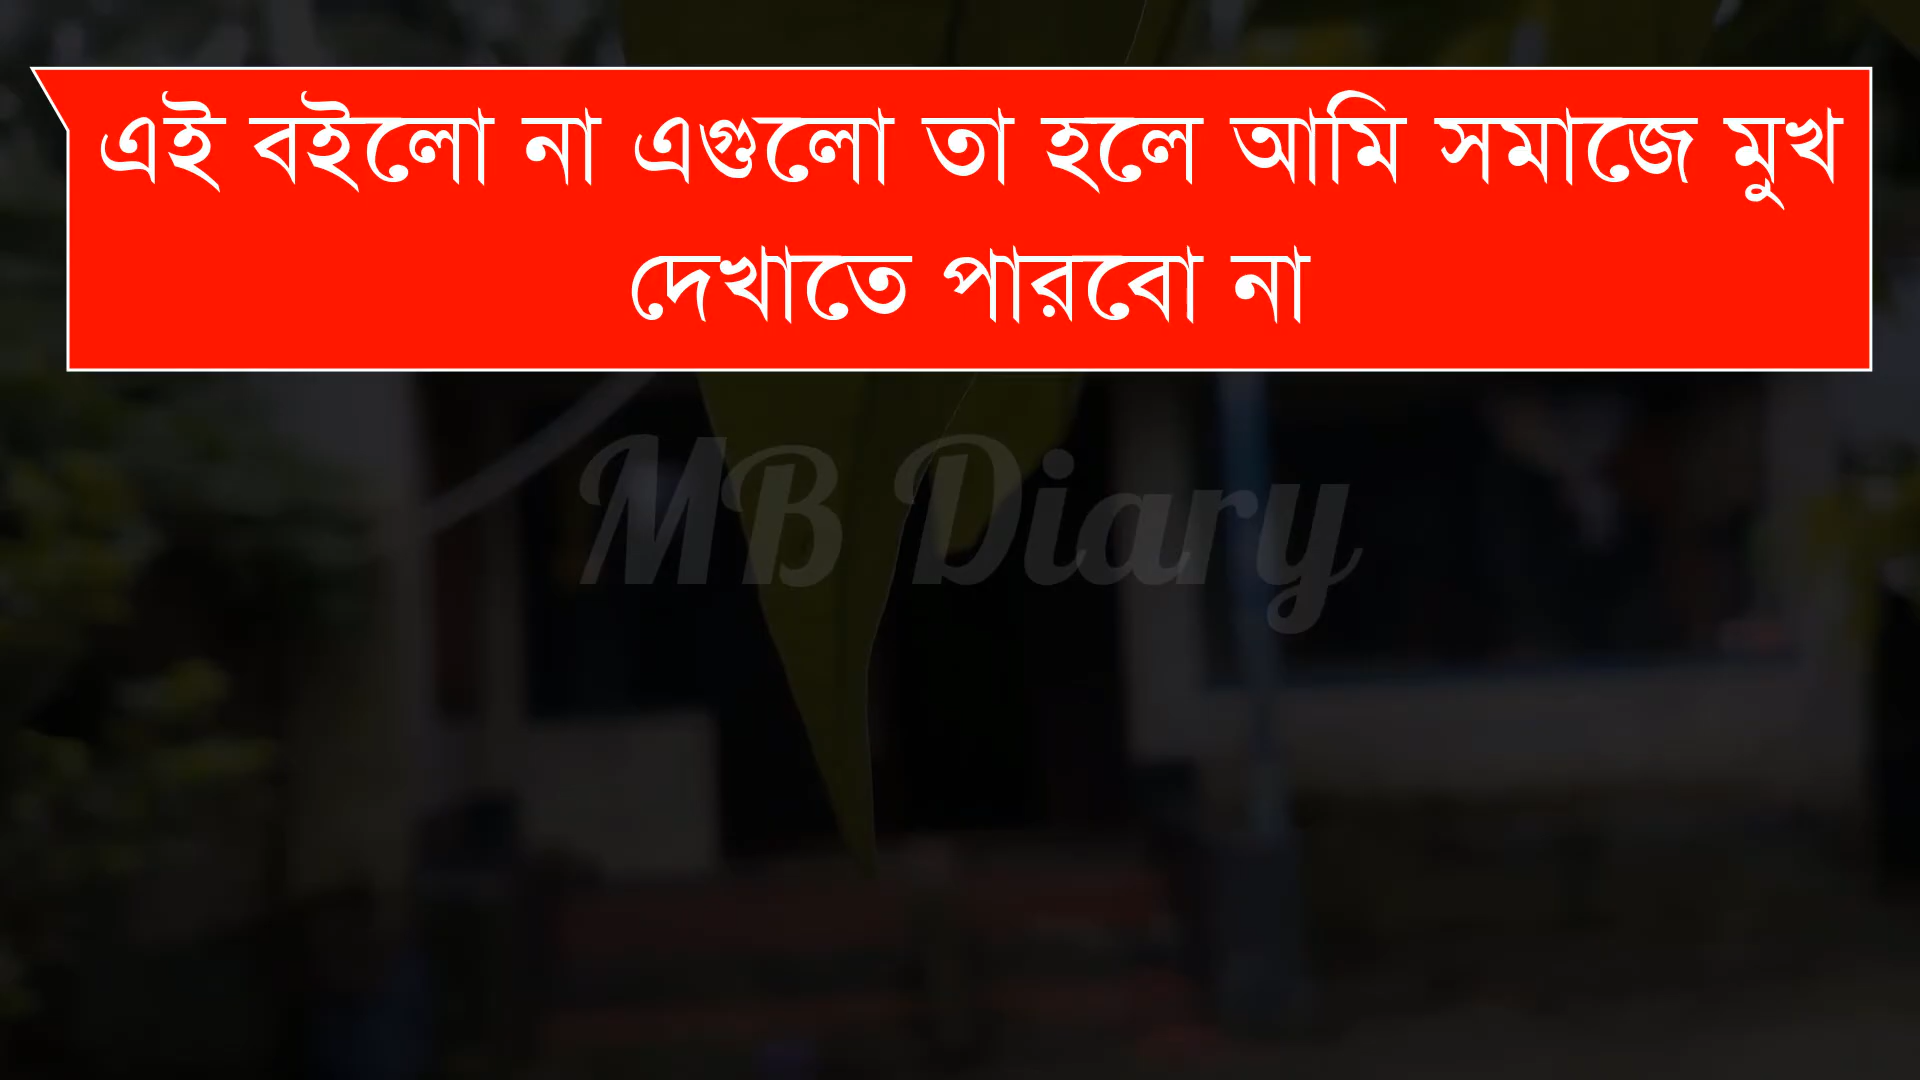 এই বইলো না এগুলো তা হলে আমি সমাজে মুখ
দেখাতে পারবো না
MB Diary